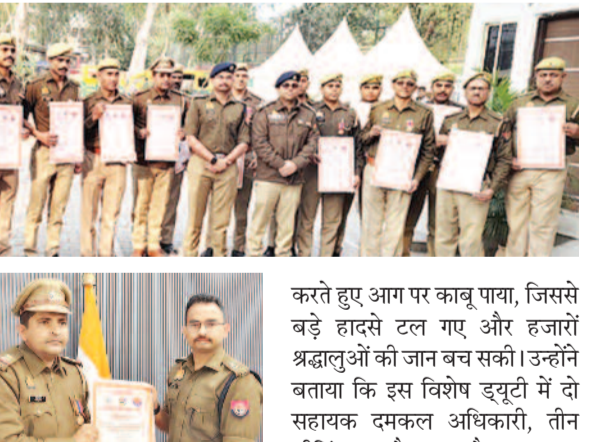 करते हुए आग पर काबू पाया, जिससे
बड़े हादसे टल गए और हजारों
श्रद्धालुओं की जान बच सकी। उन्होंने
बताया कि इस विशेष ड्यूटी में दो
सहायक दमकल अधिकारी, तीन